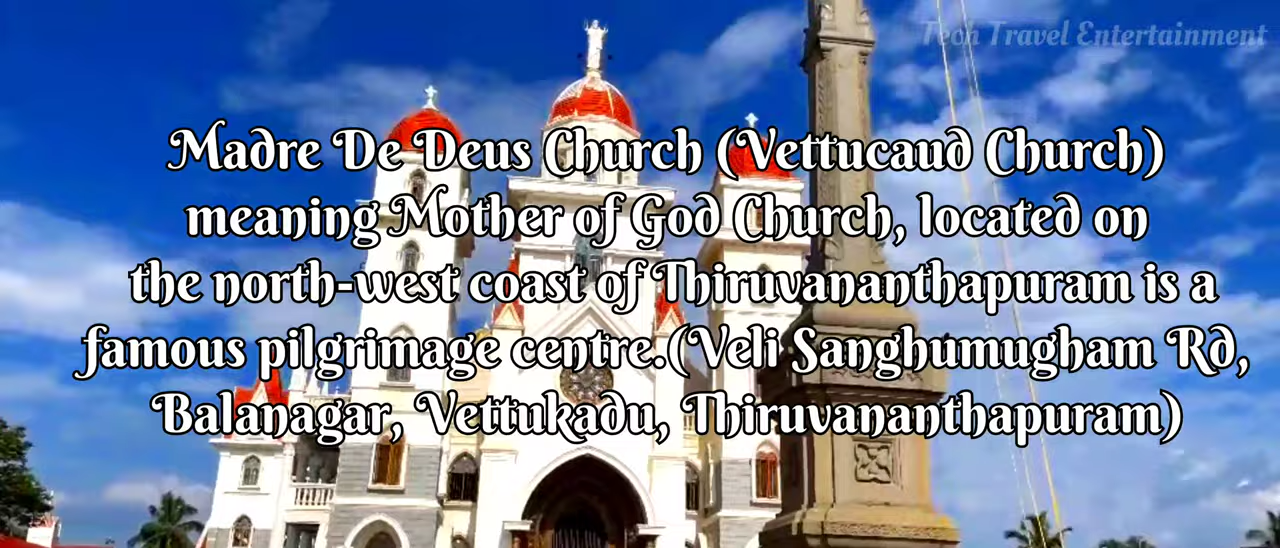 Tech Travel Entertainment
Madre De Deus Church (Vettucaud Church)
meaning Mother of God Church, located on
the north-west coast of Thiruvananthapuram is a
famous pilgrimage centre.(Veli Sanghumugham Rd,
Balanagar, Vettukadu, Thiruvananthapuram)